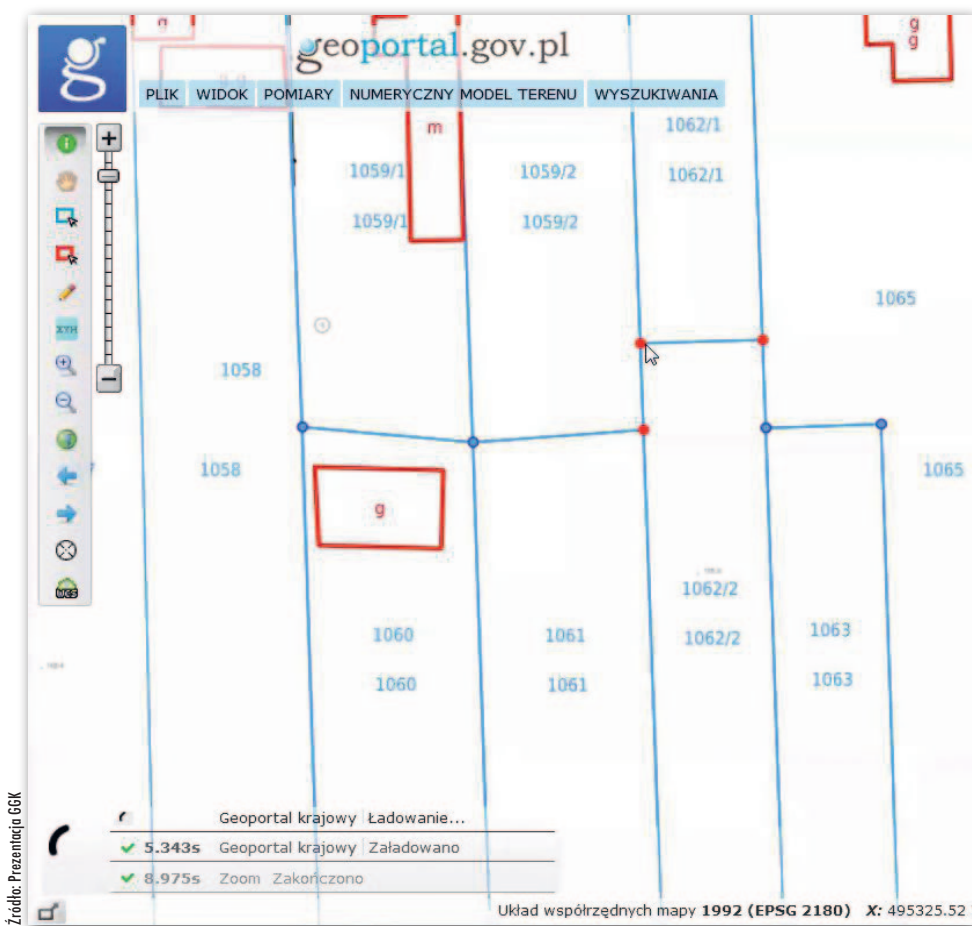 n
g
g
g g
geoportal.gov.pl
PLIK WIDOK POMIARY NUMERYCZNY MODEL TERENU WYSZUKIWANIA
m
1062/1
1059/1 1059/2 1062/1
1059/1 1059/2
1065
XYH
1058
1058 1065
g
1062/2
1060 1061 1062/2 1063
1060 1061 1063
WCS
Geoportal krajowy Ładowanie...
5.343s Geoportal krajowy Załadowano
8.975s Zoom Zakończono
Układ współrzędnych mapy 1992 (EPSG 2180) X: 495325.52
Źródło: Prezentacja GGK